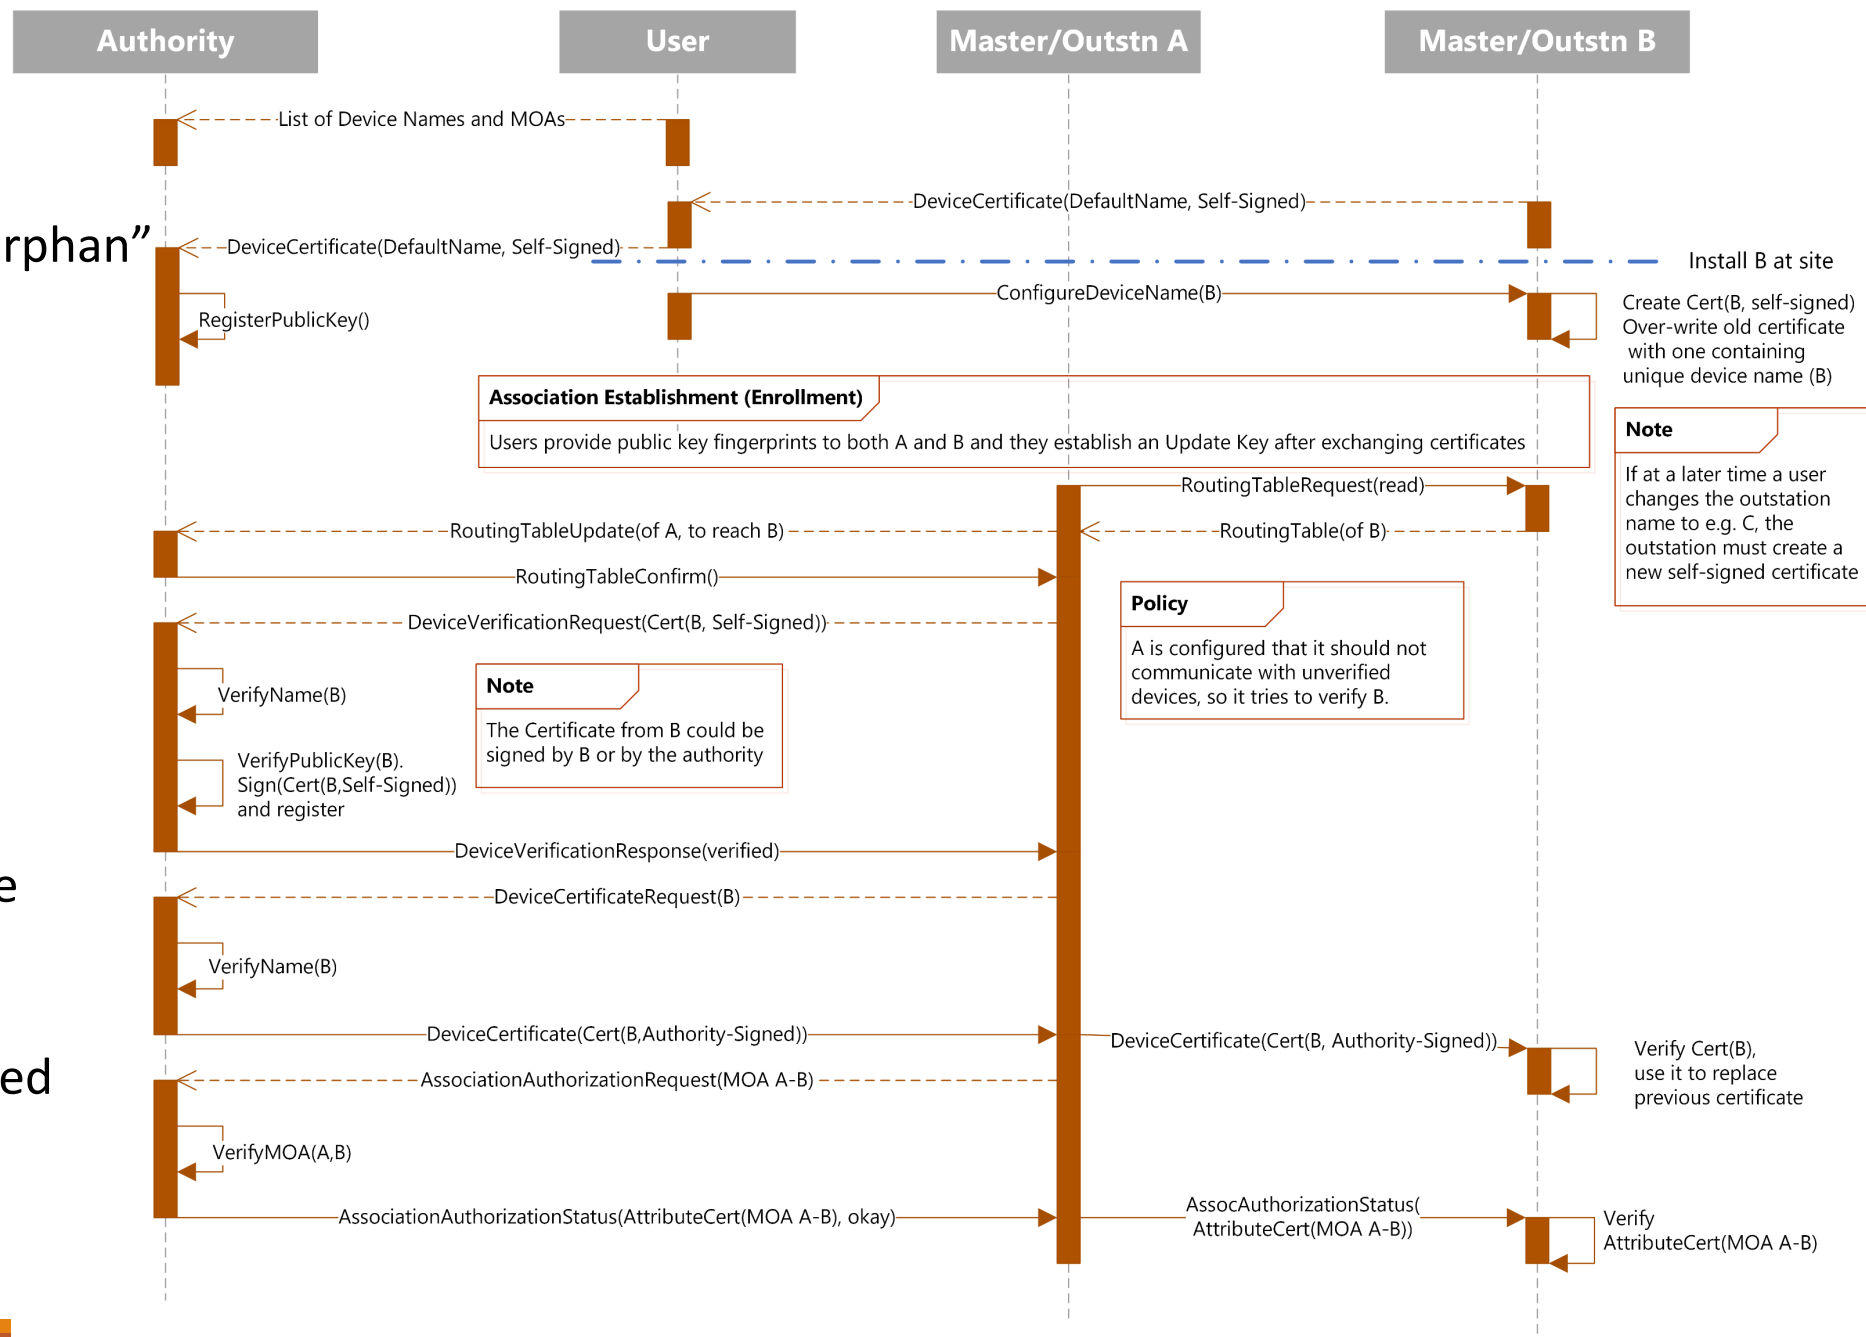 Authority
User
Master/Outstn A
Master/Outstn B
List of Device Names and MOAs
DeviceCertificate(DefaultName, Self-Signed)
rphan”
DeviceCertificate(DefaultName, Self-Signed)
Install B at site
ConfigureDeviceName(B)
RegisterPublicKey()
Create Cert(B, self-signed)
Over-write old certificate
with one containing
unique device name (B)
Association Establishment (Enrollment)
Users provide public key fingerprints to both A and B and they establish an Update Key after exchanging certificates
Note
If at a later time a user
changes the outstation
name to e.g. C, the
outstation must create a
new self-signed certificate
RoutingTableRequest(read)
RoutingTableUpdate(of A, to reach B)
RoutingTable(of B)
RoutingTableConfirm()
Policy
A is configured that it should not
communicate with unverified
devices, so it tries to verify B.
DeviceVerificationRequest(Cert(B, Self-Signed))
VerifyName(B)
Note
The Certificate from B could be
signed by B or by the authority
VerifyPublicKey(B).
Sign(Cert(B,Self-Signed))
and register
DeviceVerificationResponse(verified)
e
DeviceCertificateRequest(B)
VerifyName(B)
DeviceCertificate(Cert(B,Authority-Signed))
DeviceCertificate(Cert(B, Authority-Signed))
Verify Cert(B),
use it to replace
previous certificate
ed
AssociationAuthorizationRequest(MOA A-B)
VerifyMOA(A,B)
AssociationAuthorizationStatus(AttributeCert(MOA A-B), okay)
AssocAuthorizationStatus(
AttributeCert(MOA A-B))
Verify
AttributeCert(MOA A-B)